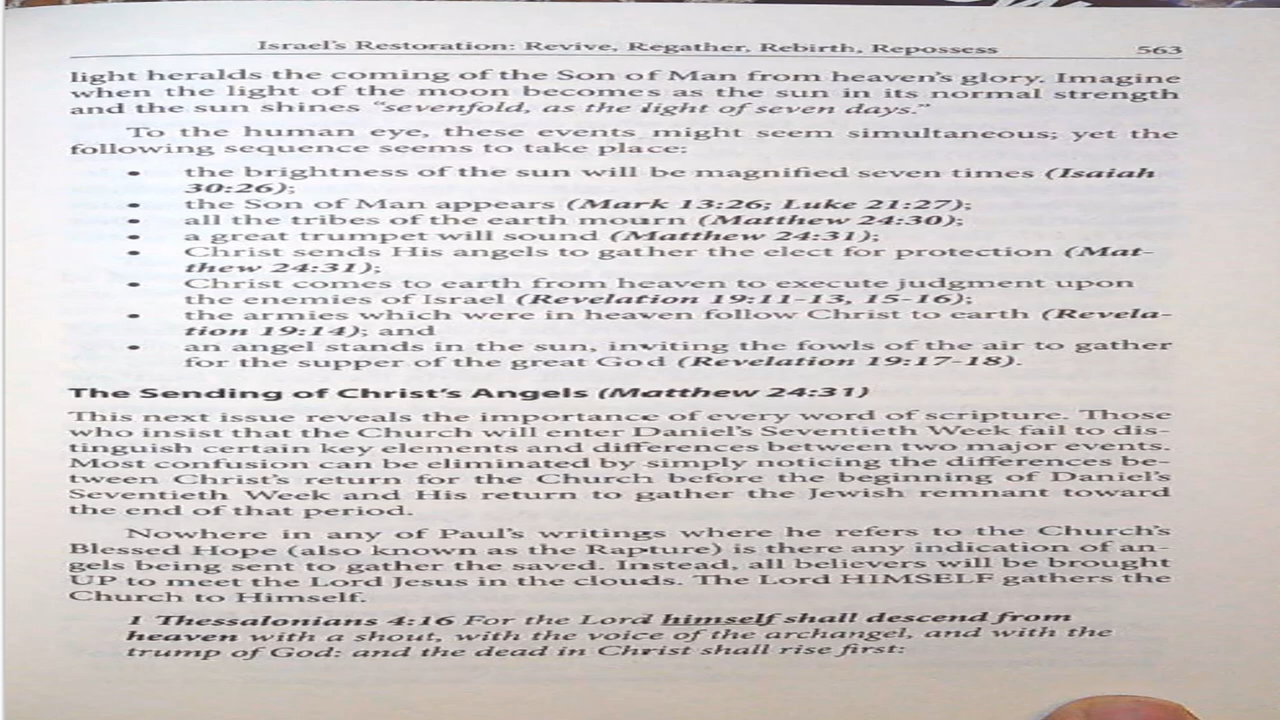 Israel's Restoration: Revive, Regather, Rebirth, Repossess 563
light heralds the coming of the Son of Man from heaven's glory. Imagine
when the light of the moon becomes as the sun in its normal strength
and the sun shines "sevenfold, as the light of seven days."
To the human eye, these events might seem simultaneous; yet the
following sequence seems to take place:
• the brightness of the sun will be magnified seven times (Isaiah
30:26);
• the Son of Man appears (Mark 13:26; Luke 21:27);
• all the tribes of the earth mourn (Matthew 24:30);
• a great trumpet will sound (Matthew 24:31);
• Christ sends His angels to gather the elect for protection (Mat-
thew 24:31);
• Christ comes to earth from heaven to execute judgment upon
the enemies of Israel (Revelation 19:11-13, 15-16);
• the armies which were in heaven follow Christ to earth (Revela-
tion 19:14); and
• an angel stands in the sun, inviting the fowls of the air to gather
for the supper of the great God (Revelation 19:17-18).
The Sending of Christ's Angels (Matthew 24:31)
This next issue reveals the importance of every word of scripture. Those
who insist that the Church will enter Daniel's Seventieth Week fail to dis-
tinguish certain key elements and differences between two major events.
Most confusion can be eliminated by simply noticing the differences be-
tween Christ's return for the Church before the beginning of Daniel's
Seventieth Week and His return to gather the Jewish remnant toward
the end of that period.
Nowhere in any of Paul's writings where he refers to the Church's
Blessed Hope (also known as the Rapture) is there any indication of an-
gels being sent to gather the saved. Instead, all believers will be brought
UP to meet the Lord Jesus in the clouds. The Lord HIMSELF gathers the
Church to Himself.
1 Thessalonians 4:16 For the Lord himself shall descend from
heaven with a shout, with the voice of the archangel, and with the
trump of God: and the dead in Christ shall rise first: